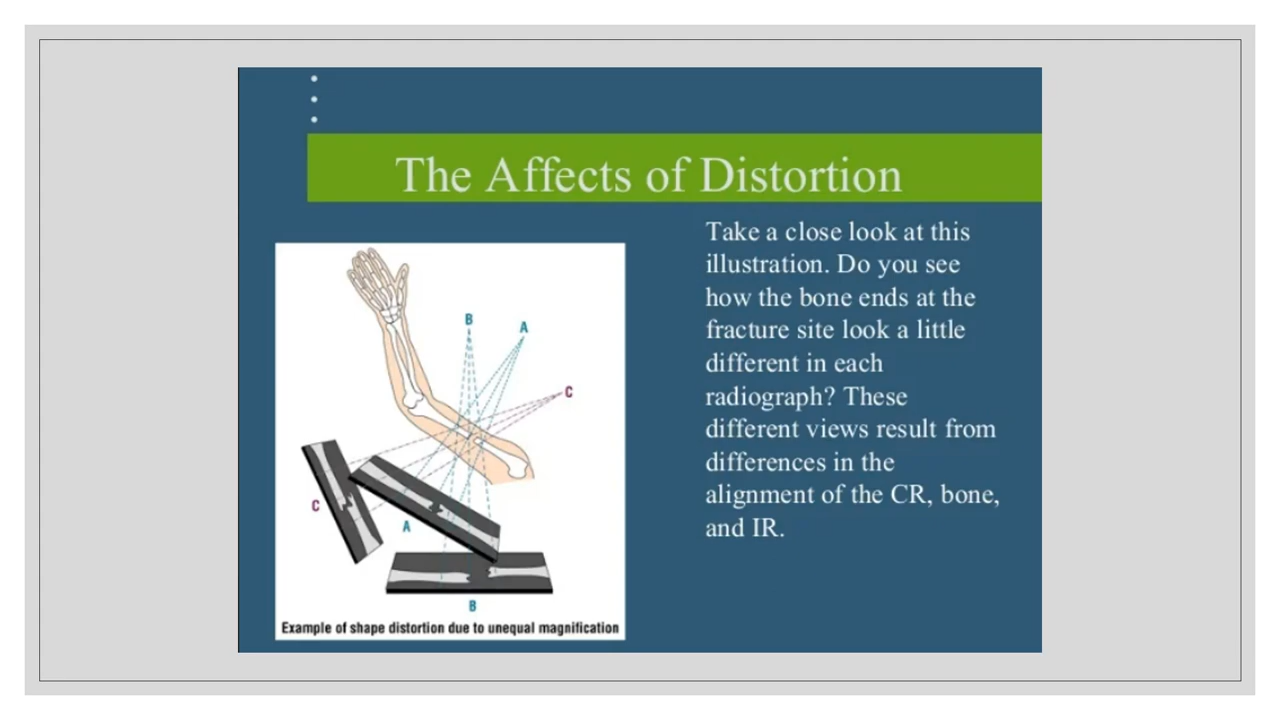 The Affects of Distortion
Take a close look at this
illustration. Do you see
how the bone ends at the
fracture site look a little
different in each
radiograph? These
different views result from
differences in the
alignment of the CR, bone,
and IR.
B
A
C
C
A
B
Example of shape distortion due to unequal magnification